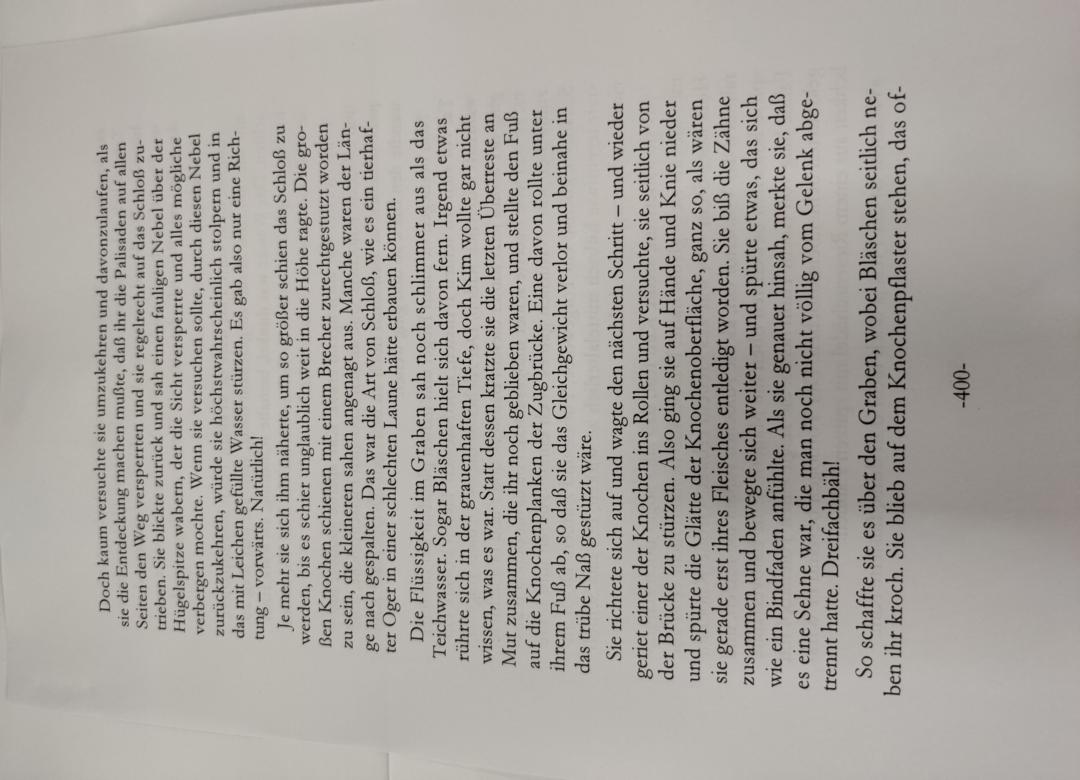 Doch kaum versuchte sie umzukehren und davonzulaufen, als
sie die Entdeckung machen mußte, daß ihr die Palisaden auf allen
Seiten den Weg versperrten und sie regelrecht auf das Schloß zu-
trieben. Sie blickte zurück und sah einen fauligen Nebel über der
Hügelspitze wabern, der die Sicht versperrte und alles mögliche
verbergen mochte. Wenn sie versuchen sollte, durch diesen Nebel
zurückzukehren, würde sie höchstwahrscheinlich stolpern und in
das mit Leichen gefüllte Wasser stürzen. Es gab also nur eine Rich-
tung – vorwärts. Natürlich!
Je mehr sie sich ihm näherte, um so größer schien das Schloß zu
werden, bis es schier unglaublich weit in die Höhe ragte. Die gro-
ßen Knochen schienen mit einem Brecher zurechtgestutzt worden
zu sein, die kleineren sahen angenagt aus. Manche waren der Län-
ge nach gespalten. Das war die Art von Schloß, wie es ein tierhaf-
ter Oger in einer schlechten Laune hätte erbauen können.
Die Flüssigkeit im Graben sah noch schlimmer aus als das
Teichwasser. Sogar Bläschen hielt sich davon fern. Irgend etwas
rührte sich in der grauenhaften Tiefe, doch Kim wollte gar nicht
wissen, was es war. Statt dessen kratzte sie die letzten Überreste an
Mut zusammen, die ihr noch geblieben waren, und stellte den Fuß
auf die Knochenplanken der Zugbrücke. Eine davon rollte unter
ihrem Fuß ab, so daß sie das Gleichgewicht verlor und beinahe in
das trübe Naß gestürzt wäre.
Sie richtete sich auf und wagte den nächsten Schritt – und wieder
geriet einer der Knochen ins Rollen und versuchte, sie seitlich von
der Brücke zu stürzen. Also ging sie auf Hände und Knie nieder
und spürte die Glätte der Knochenoberfläche, ganz so, als wären
sie gerade erst ihres Fleisches entledigt worden. Sie biß die Zähne
zusammen und bewegte sich weiter – und spürte etwas, das sich
wie ein Bindfaden anfühlte. Als sie genauer hinsah, merkte sie, daß
es eine Sehne war, die man noch nicht völlig vom Gelenk abge-
trennt hatte. Dreifachbäh!
So schaffte sie es über den Graben, wobei Bläschen seitlich ne-
ben ihr kroch. Sie blieb auf dem Knochenpflaster stehen, das of-
-400-